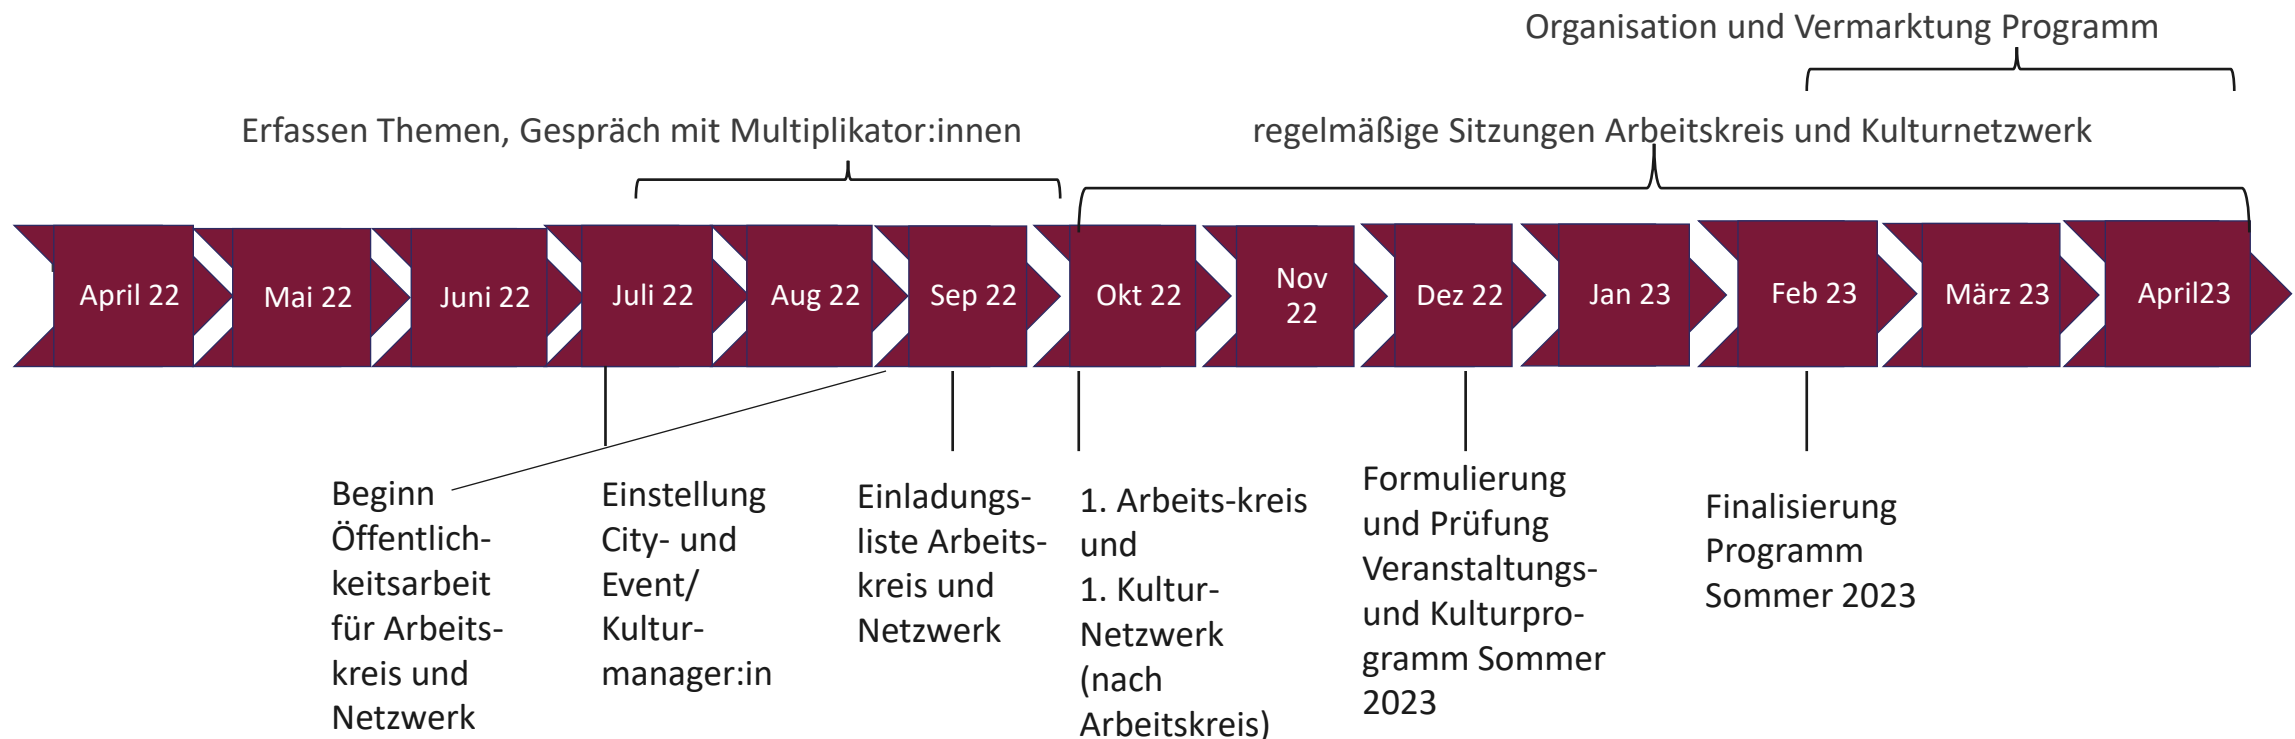 Organisation und Vermarktung Programm
Erfassen Themen, Gespräch mit Multiplikator:innen
regelmäßige Sitzungen Arbeitskreis und Kulturnetzwerk
April 22
Mai 22
Juni 22
Juli 22
Aug 22
Sep 22
Okt 22
Nov
22
Dez 22
Jan 23
Feb 23
März 23
April23
Beginn
Öffentlich-
keitsarbeit
für Arbeits-
kreis und
Netzwerk
Einstellung
City- und
Event/
Kultur-
manager:in
Einladungs-
liste Arbeits-
kreis und
Netzwerk
1. Arbeits-kreis
und
1. Kultur-
Netzwerk
(nach
Arbeitskreis)
Formulierung
und Prüfung
Veranstaltungs-
und Kulturpro-
gramm Sommer
2023
Finalisierung
Programm
Sommer 2023